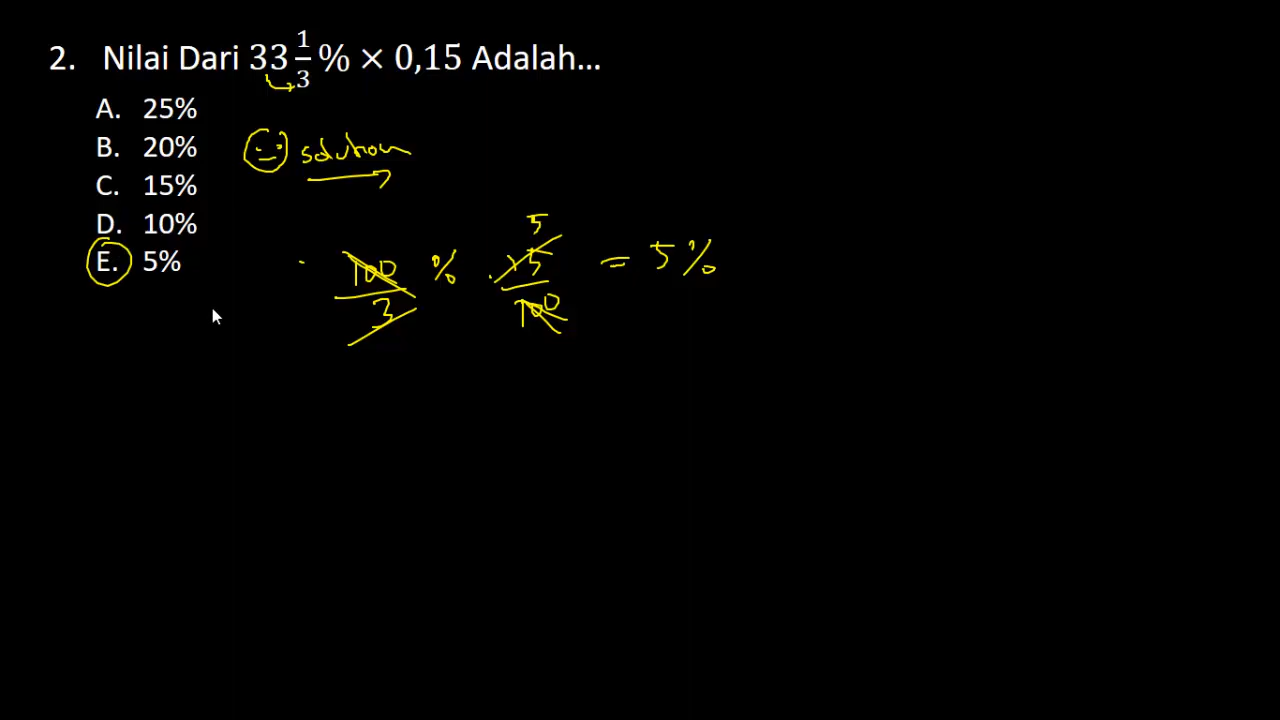 2. Nilai Dari 33 1/3 % × 0,15 Adalah...
A. 25%
B. 20%
C. 15%
D. 10%
E. 5%
solution
100/3 % . 15/100 = 5%
5